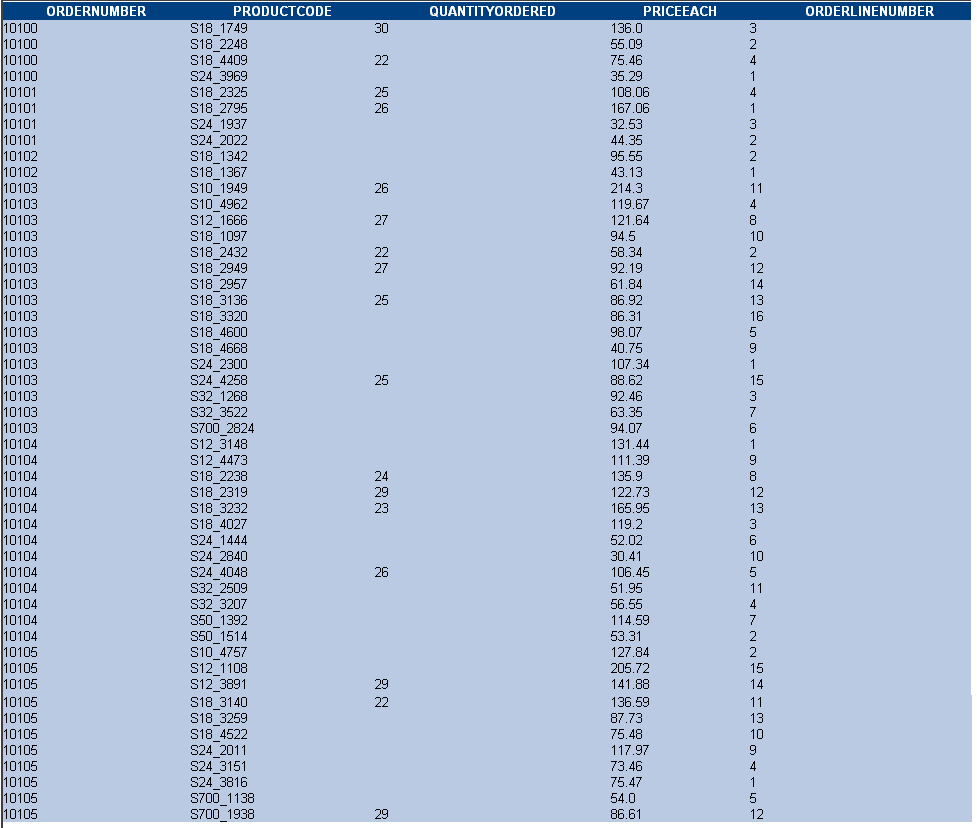 ORDERNUMBER PRODUCTCODE QUANTITYORDERED PRICEEACH ORDERLINENUMBER
10100 S18_1749 30 136.0 3
10100 S18_2248 55.09 2
10100 S18_4409 22 75.46 4
10100 S24_3969 35.29 1
10101 S18_2325 25 108.06 4
10101 S18_2795 26 167.06 1
10101 S24_1937 32.53 3
10101 S24_2022 44.35 2
10102 S18_1342 95.55 2
10102 S18_1367 43.13 1
10103 S10_1949 26 214.3 11
10103 S10_4962 119.67 4
10103 S12_1666 27 121.64 8
10103 S18_1097 94.5 10
10103 S18_2432 22 58.34 2
10103 S18_2949 27 92.19 12
10103 S18_2957 61.84 14
10103 S18_3136 25 86.92 13
10103 S18_3320 86.31 16
10103 S18_4600 98.07 5
10103 S18_4668 40.75 9
10103 S24_2300 107.34 1
10103 S24_4258 25 88.62 15
10103 S32_1268 92.46 3
10103 S32_3522 63.35 7
10103 S700_2824 94.07 6
10104 S12_3148 131.44 1
10104 S12_4473 111.39 9
10104 S18_2238 24 135.9 8
10104 S18_2319 29 122.73 12
10104 S18_3232 23 165.95 13
10104 S18_4027 119.2 3
10104 S24_1444 52.02 6
10104 S24_2840 30.41 10
10104 S24_4048 26 106.45 5
10104 S32_2509 51.95 11
10104 S32_3207 56.55 4
10104 S50_1392 114.59 7
10104 S50_1514 53.31 2
10105 S10_4757 127.84 2
10105 S12_1108 205.72 15
10105 S12_3891 29 141.88 14
10105 S18_3140 22 136.59 11
10105 S18_3259 87.73 13
10105 S18_4522 75.48 10
10105 S24_2011 117.97 9
10105 S24_3151 73.46 4
10105 S24_3816 75.47 1
10105 S700_1138 54.0 5
10105 S700_1938 29 86.61 12